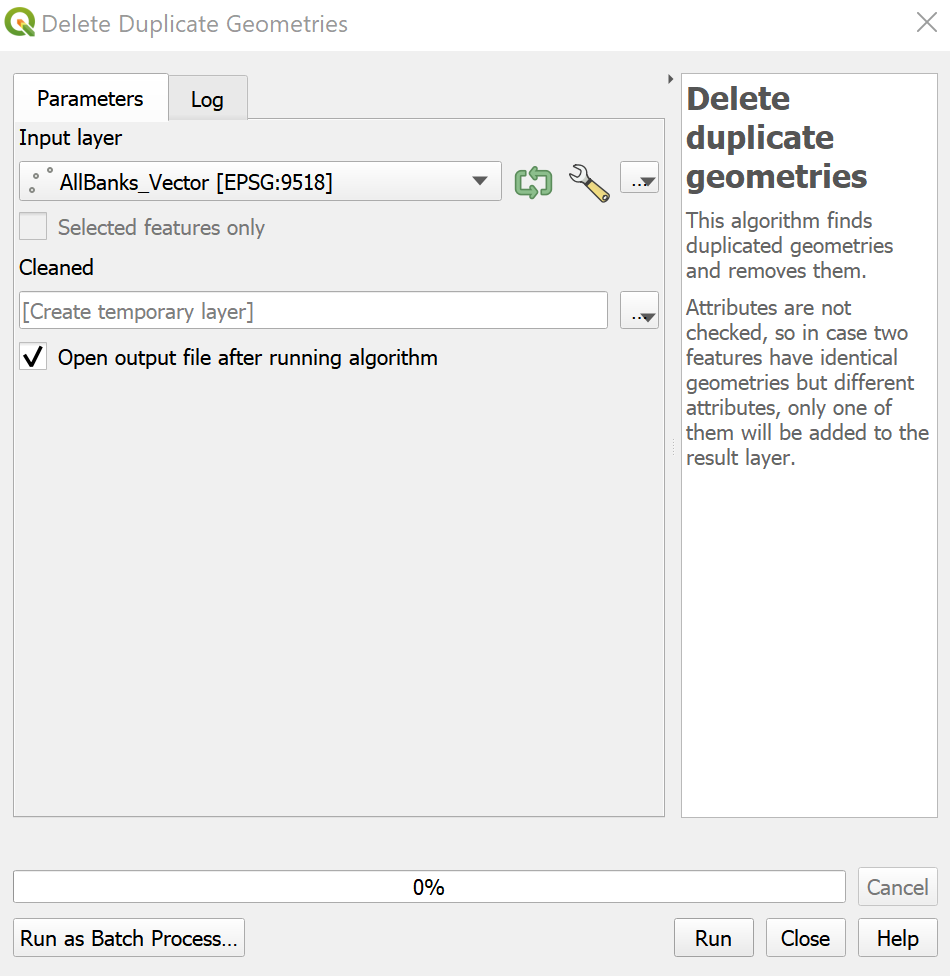 Delete Duplicate Geometries
Parameters
Log
Input layer
AllBanks_Vector [EPSG:9518]
...
Selected features only
Cleaned
[Create temporary layer]
...
Open output file after running algorithm
Delete
duplicate
geometries
This algorithm finds
duplicated geometries
and removes them.
Attributes are not
checked, so in case two
features have identical
geometries but different
attributes, only one of
them will be added to the
result layer.
0%
Cancel
Run as Batch Process...
Run
Close
Help